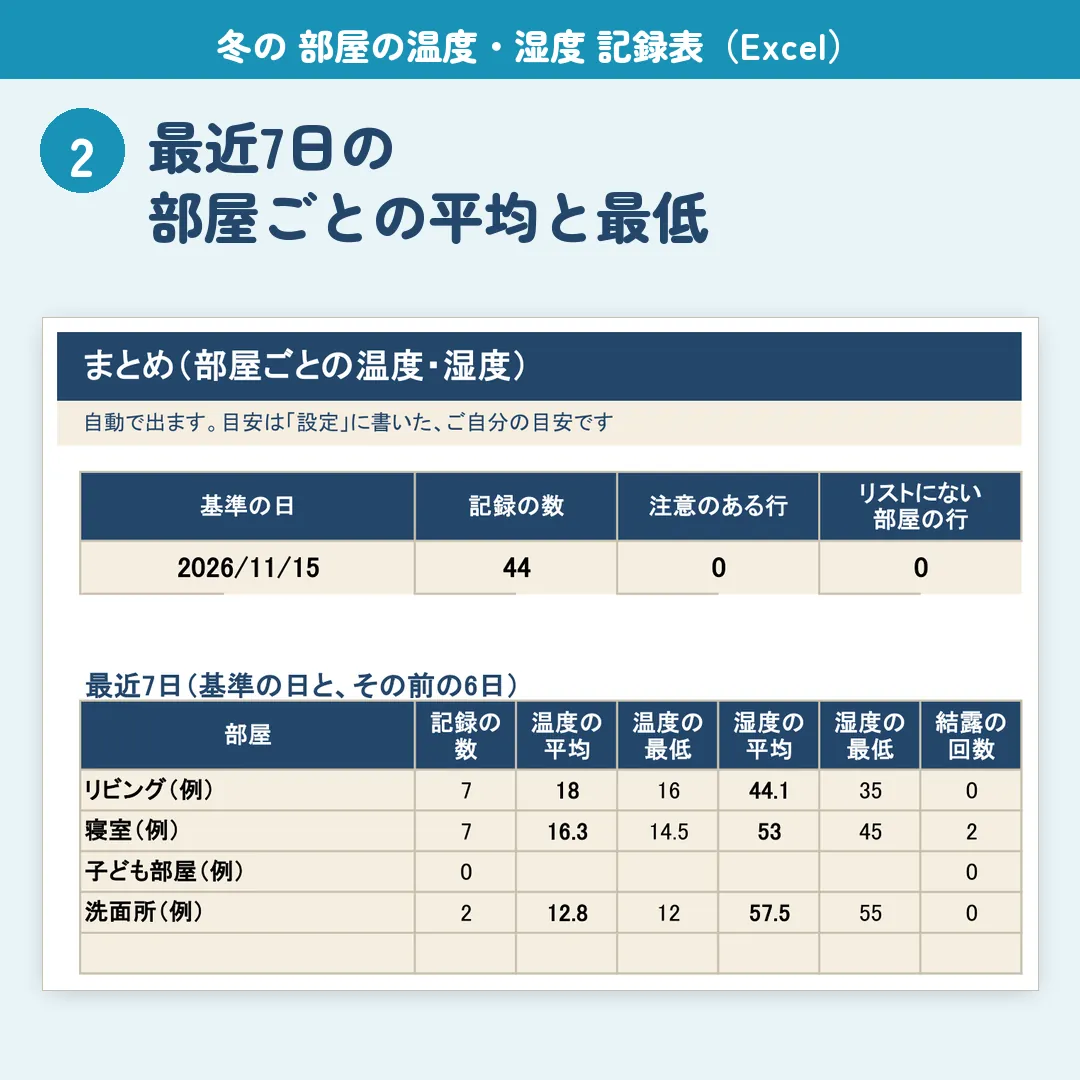 冬の 部屋の温度・湿度 記録表（Excel）
2
最近7日の
部屋ごとの平均と最低
まとめ（部屋ごとの温度・湿度）
自動で出ます。目安は「設定」に書いた、ご自分の目安です
基準の日 記録の数 注意のある行 リストにない部屋の行
2026/11/15 44 0 0
最近7日（基準の日と、その前の6日）
部屋 記録の数 温度の平均 温度の最低 湿度の平均 湿度の最低 結露の回数
リビング（例） 7 18 16 44.1 35 0
寝室（例） 7 16.3 14.5 53 45 2
子ども部屋（例） 0 0
洗面所（例） 2 12.8 12 57.5 55 0